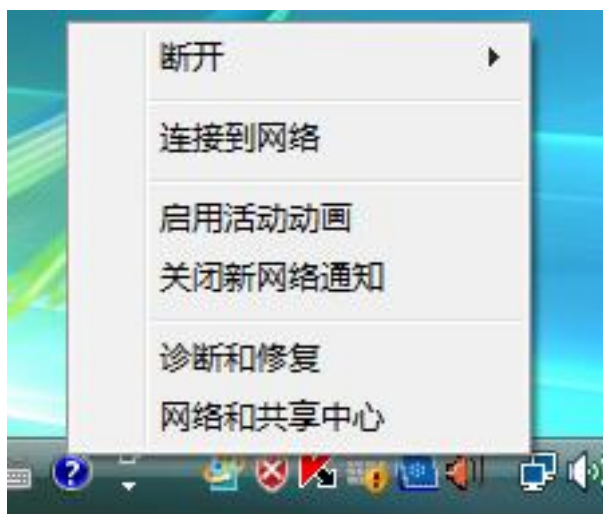 断开
连接到网络
启用活动动画
关闭新网络通知
诊断和修复
网络和共享中心